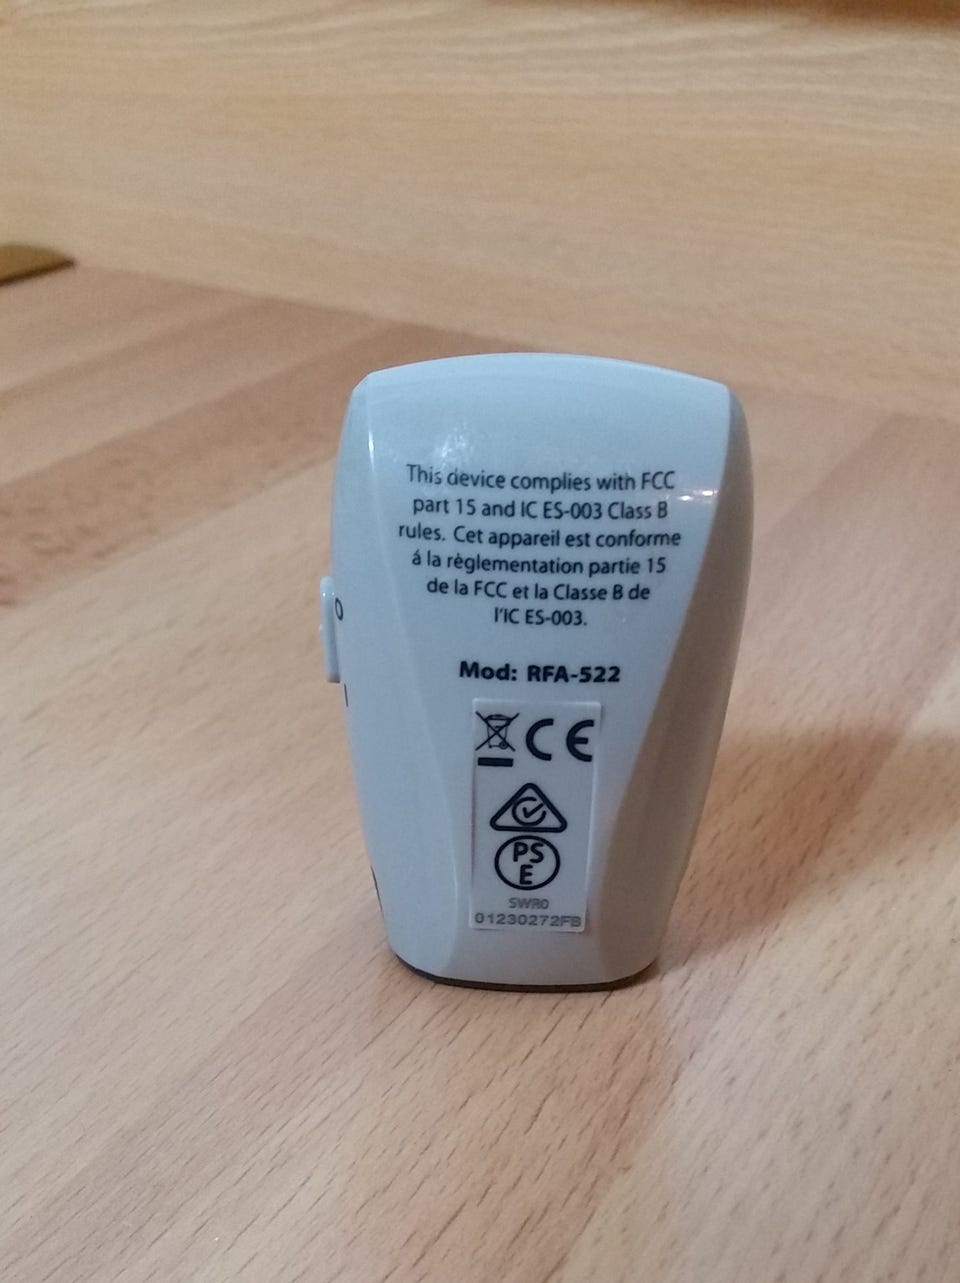 This device complies with FCC
part 15 and IC ES-003 Class B
rules. Cet appareil est conforme
á la règlementation partie 15
de la FCC et la Classe B de
l'IC ES-003.
O
I
Mod: RFA-522
CE
PS
E
SWR0
01230272FB